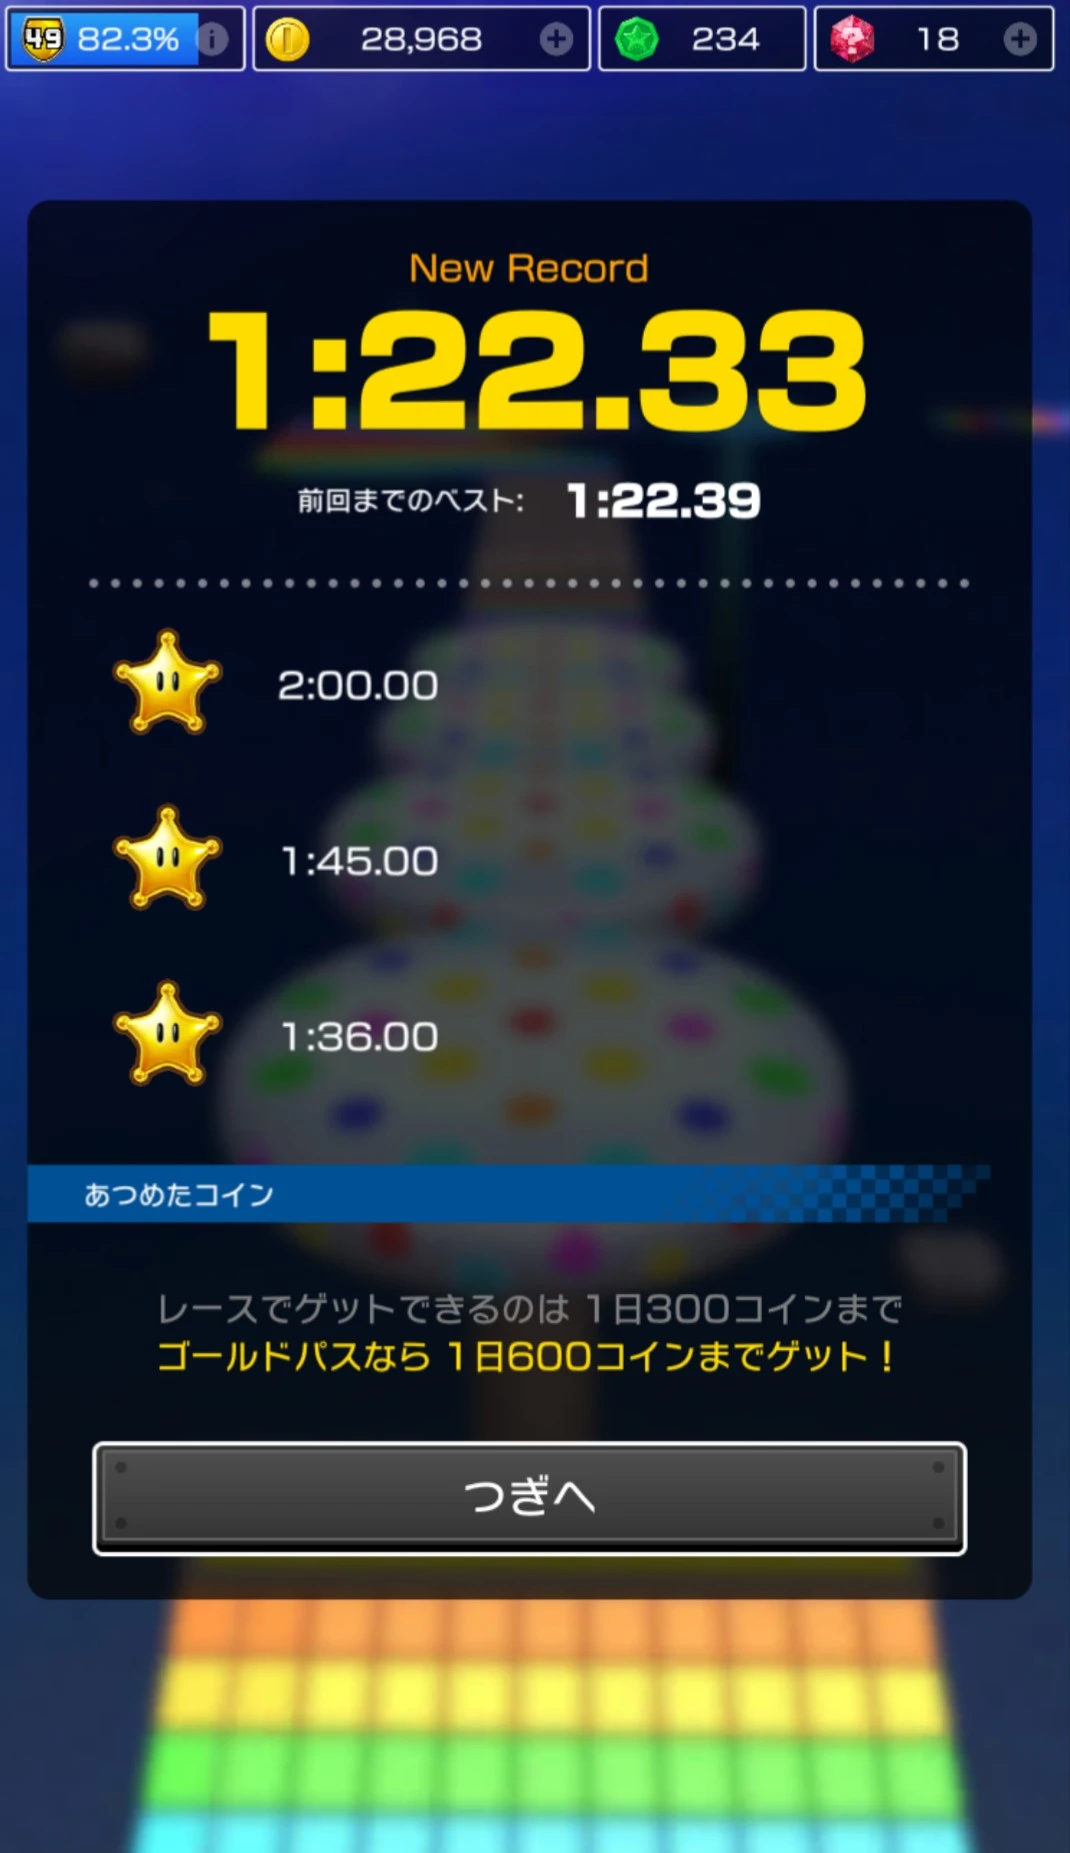 49 82.3% i 28,968 + 234 ? 18 +
New Record
1:22.33
前回までのベスト: 1:22.39
2:00.00
1:45.00
1:36.00
あつめたコイン
レースでゲットできるのは 1日300コインまで
ゴールドパスなら 1日600コインまでゲット！
つぎへ